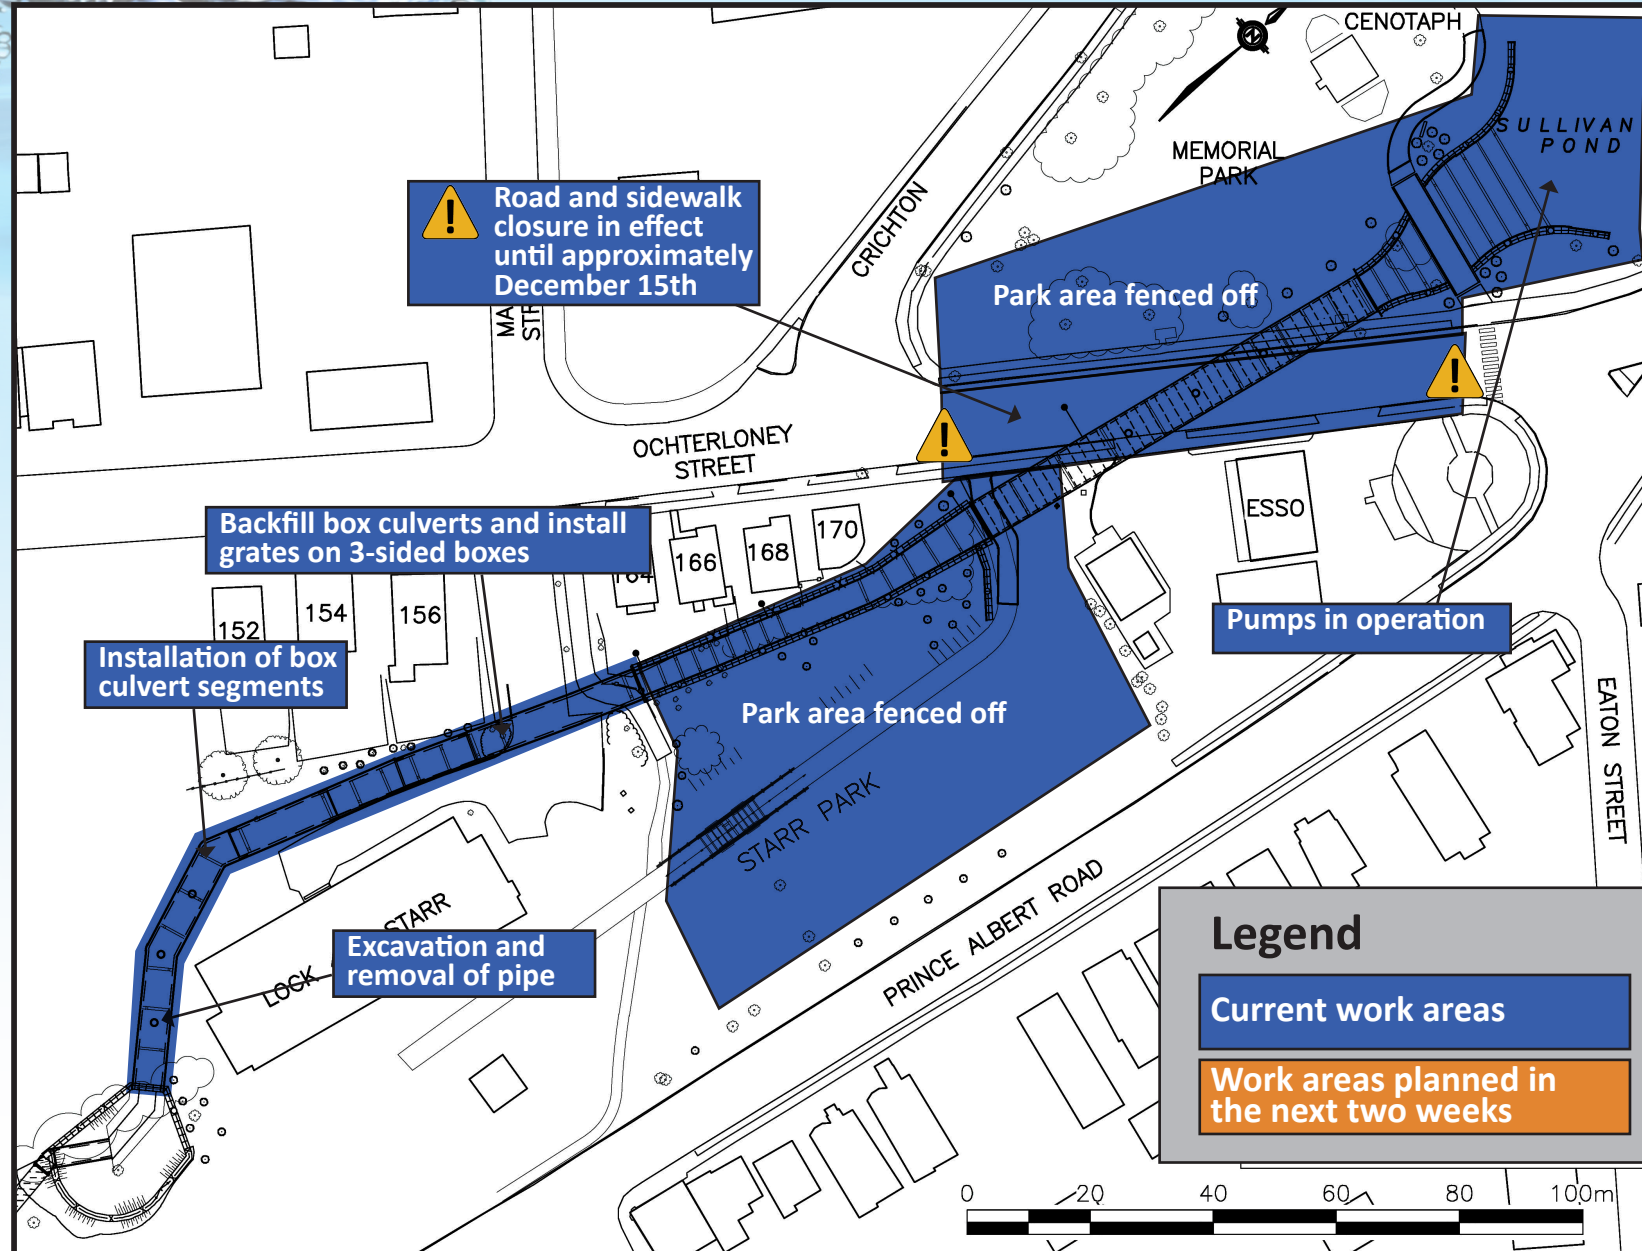 CENOTAPH
SULLIVAN
POND
MEMORIAL
PARK
Road and sidewalk
closure in effect
until approximately
December 15th
CRICHTON
Park area fenced off
OCHTERLONEY
STREET
ESSO
Backfill box culverts and install
grates on 3-sided boxes
164
166
168
170
152
154
156
Installation of box
culvert segments
Pumps in operation
Park area fenced off
EATON STREET
STARR PARK
PRINCE ALBERT ROAD
LOCK
STARR
Excavation and
removal of pipe
Legend
Current work areas
Work areas planned in
the next two weeks
0 20 40 60 80 100m